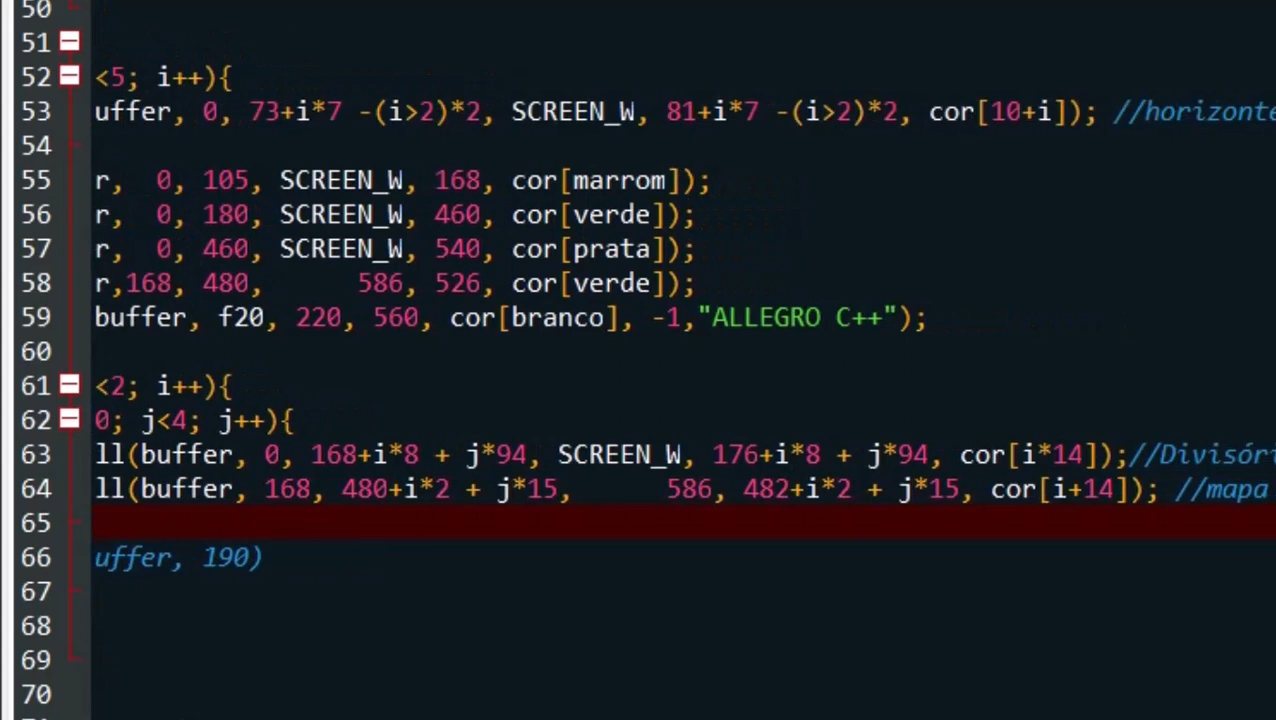 50
51
52 <5; i++){
53 uffer, 0, 73+i*7 -(i>2)*2, SCREEN_W, 81+i*7 -(i>2)*2, cor[10+i]); //horizonte
54
55 r,  0, 105, SCREEN_W, 168, cor[marrom]);
56 r,  0, 180, SCREEN_W, 460, cor[verde]);
57 r,  0, 460, SCREEN_W, 540, cor[prata]);
58 r,168, 480,      586, 526, cor[verde]);
59 buffer, f20, 220, 560, cor[branco], -1,"ALLEGRO C++");
60
61 <2; i++){
62 0; j<4; j++){
63 ll(buffer, 0, 168+i*8 + j*94, SCREEN_W, 176+i*8 + j*94, cor[i*14]);//Divisóri
64 ll(buffer, 168, 480+i*2 + j*15,      586, 482+i*2 + j*15, cor[i+14]); //mapa
65
66 uffer, 190)
67
68
69
70